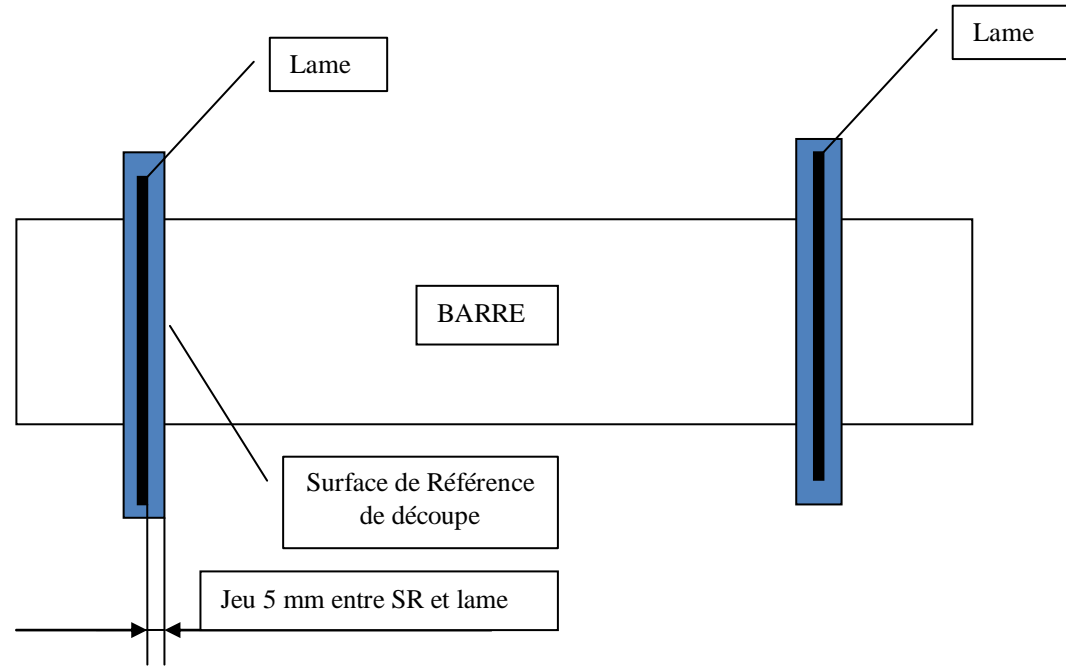 Lame
Lame
BARRE
Surface de Référence
de découpe
Jeu 5 mm entre SR et lame